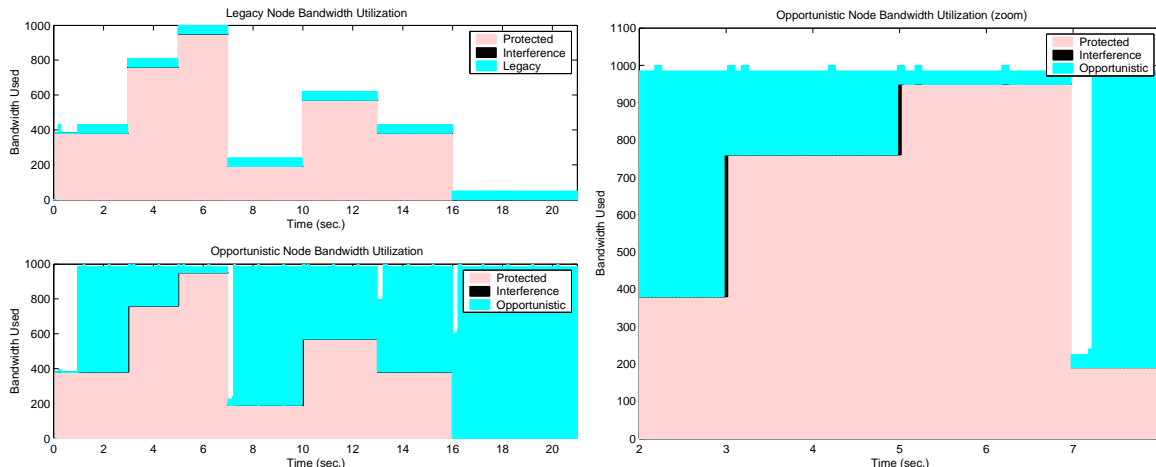 Legacy Node Bandwidth Utilization
1000
800
600
400
200
0
Bandwidth Used
Protected
Interference
Legacy
0 2 4 6 8 10 12 14 16 18 20
Time (sec.)
Opportunistic Node Bandwidth Utilization
1000
800
600
400
200
0
Bandwidth Used
Protected
Interference
Opportunistic
0 2 4 6 8 10 12 14 16 18 20
Time (sec.)
Opportunistic Node Bandwidth Utilization (zoom)
1100
1000
900
800
700
600
500
400
300
200
100
0
Bandwidth Used
Protected
Interference
Opportunistic
2 3 4 5 6 7
Time (sec.)